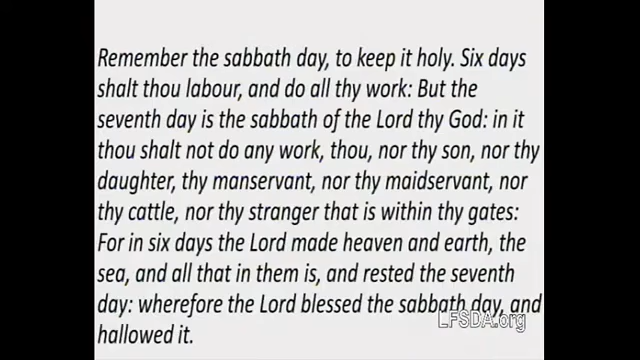 Remember the sabbath day, to keep it holy. Six days
shalt thou labour, and do all thy work: But the
seventh day is the sabbath of the Lord thy God: in it
thou shalt not do any work, thou, nor thy son, nor thy
daughter, thy manservant, nor thy maidservant, nor
thy cattle, nor thy stranger that is within thy gates:
For in six days the Lord made heaven and earth, the
sea, and all that in them is, and rested the seventh
day: wherefore the Lord blessed the sabbath day, and
hallowed it.
LFSDA.org